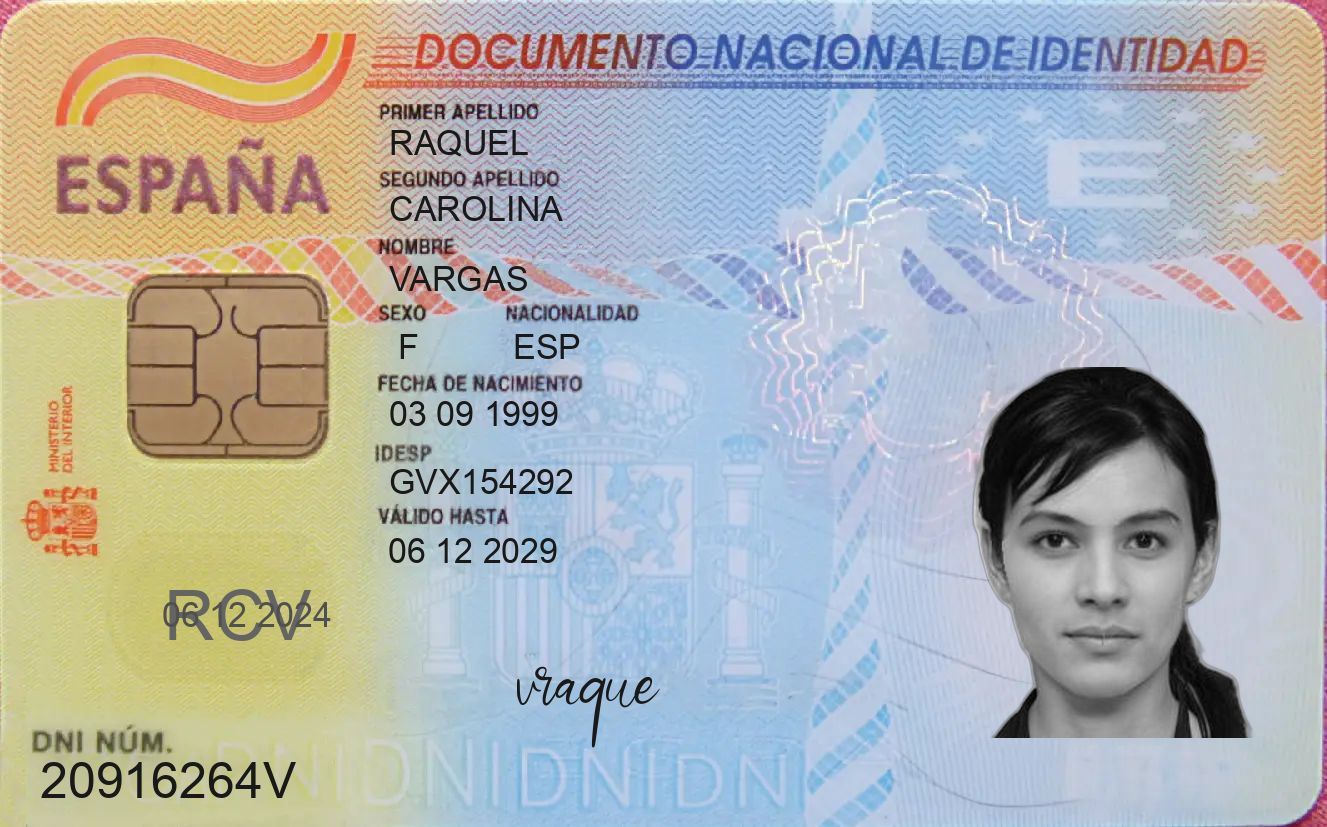 DOCUMENTO NACIONAL DE IDENTIDAD
ESPAÑA
PRIMER APELLIDO
RAQUEL
SEGUNDO APELLIDO
CAROLINA
NOMBRE
VARGAS
SEXO NACIONALIDAD
F ESP
FECHA DE NACIMIENTO
03 09 1999
IDESP
GVX154292
VÁLIDO HASTA
06 12 2029
MINISTERIO
DEL INTERIOR
E
RCV
06 12 2024
vraque
DNI NÚM.
20916264V
DNIDNIDNIDNI